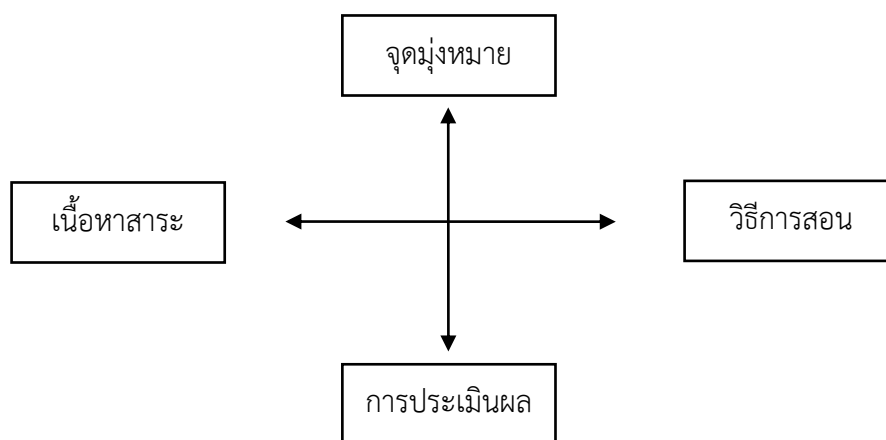 จุดมุ่งหมาย
เนื้อหาสาระ
วิธีการสอน
การประเมินผล